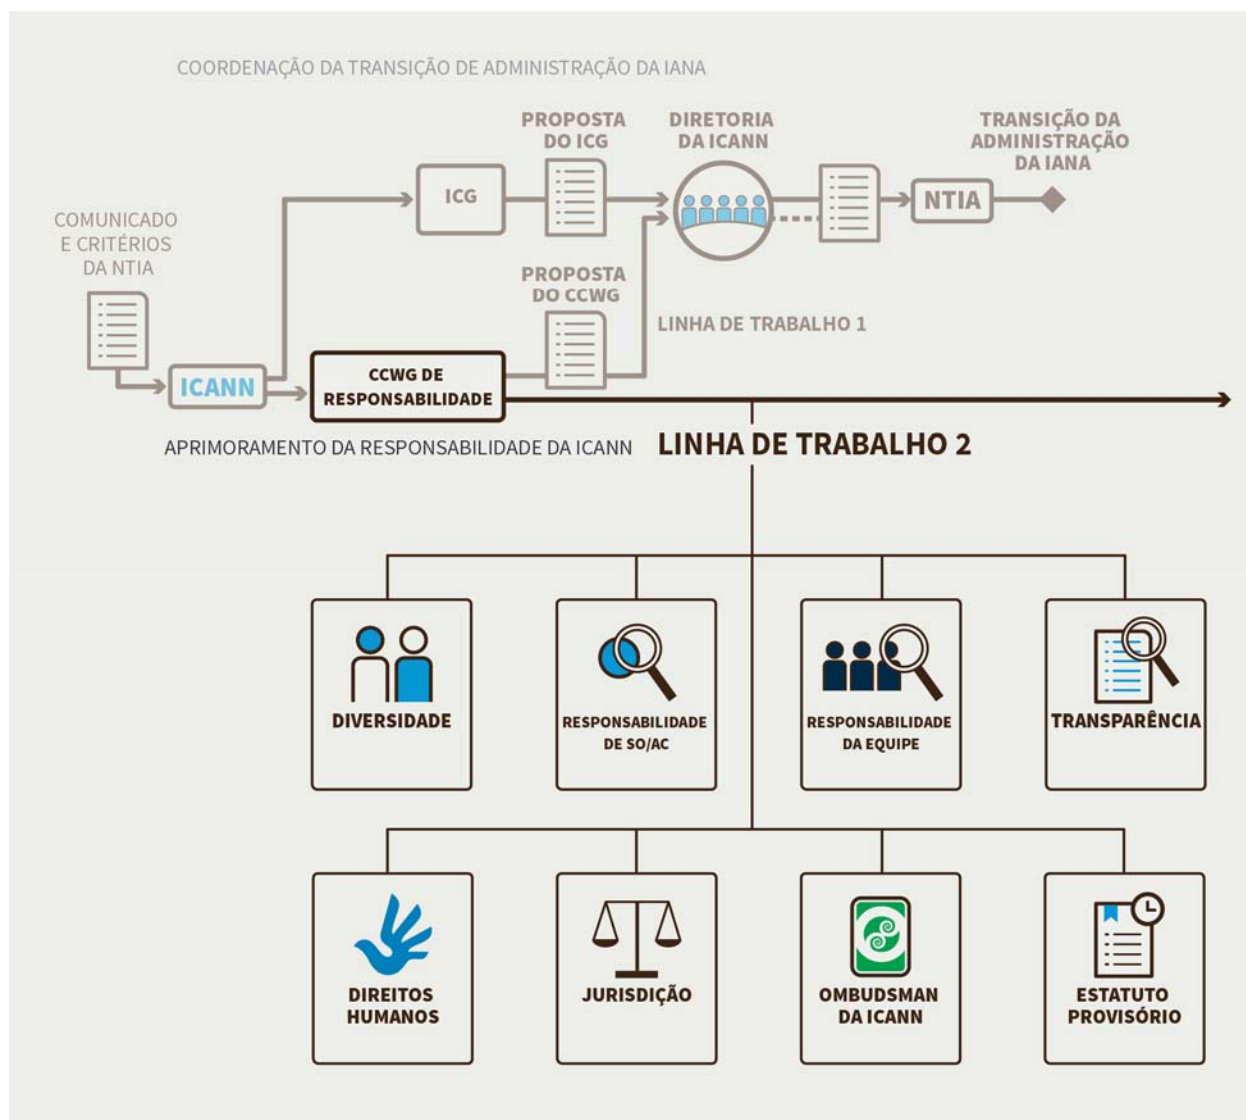 COORDENAÇÃO DA TRANSIÇÃO DE ADMINISTRAÇÃO DA IANA
PROPOSTA
DO ICG
DIRETORIA
DA ICANN
TRANSIÇÃO DA
ADMINISTRAÇÃO
DA IANA
ICG
NTIA
COMUNICADO
E CRITÉRIOS
DA NTIA
PROPOSTA
DO CCWG
LINHA DE TRABALHO 1
ICANN
CCWG DE
RESPONSABILIDADE
APRIMORAMENTO DA RESPONSABILIDADE DA ICANN
LINHA DE TRABALHO 2
DIVERSIDADE
RESPONSABILIDADE
DE SO/AC
RESPONSABILIDADE
DA EQUIPE
TRANSPARÊNCIA
DIREITOS
HUMANOS
JURISDIÇÃO
OMBUDSMAN
DA ICANN
ESTATUTO
PROVISÓRIO